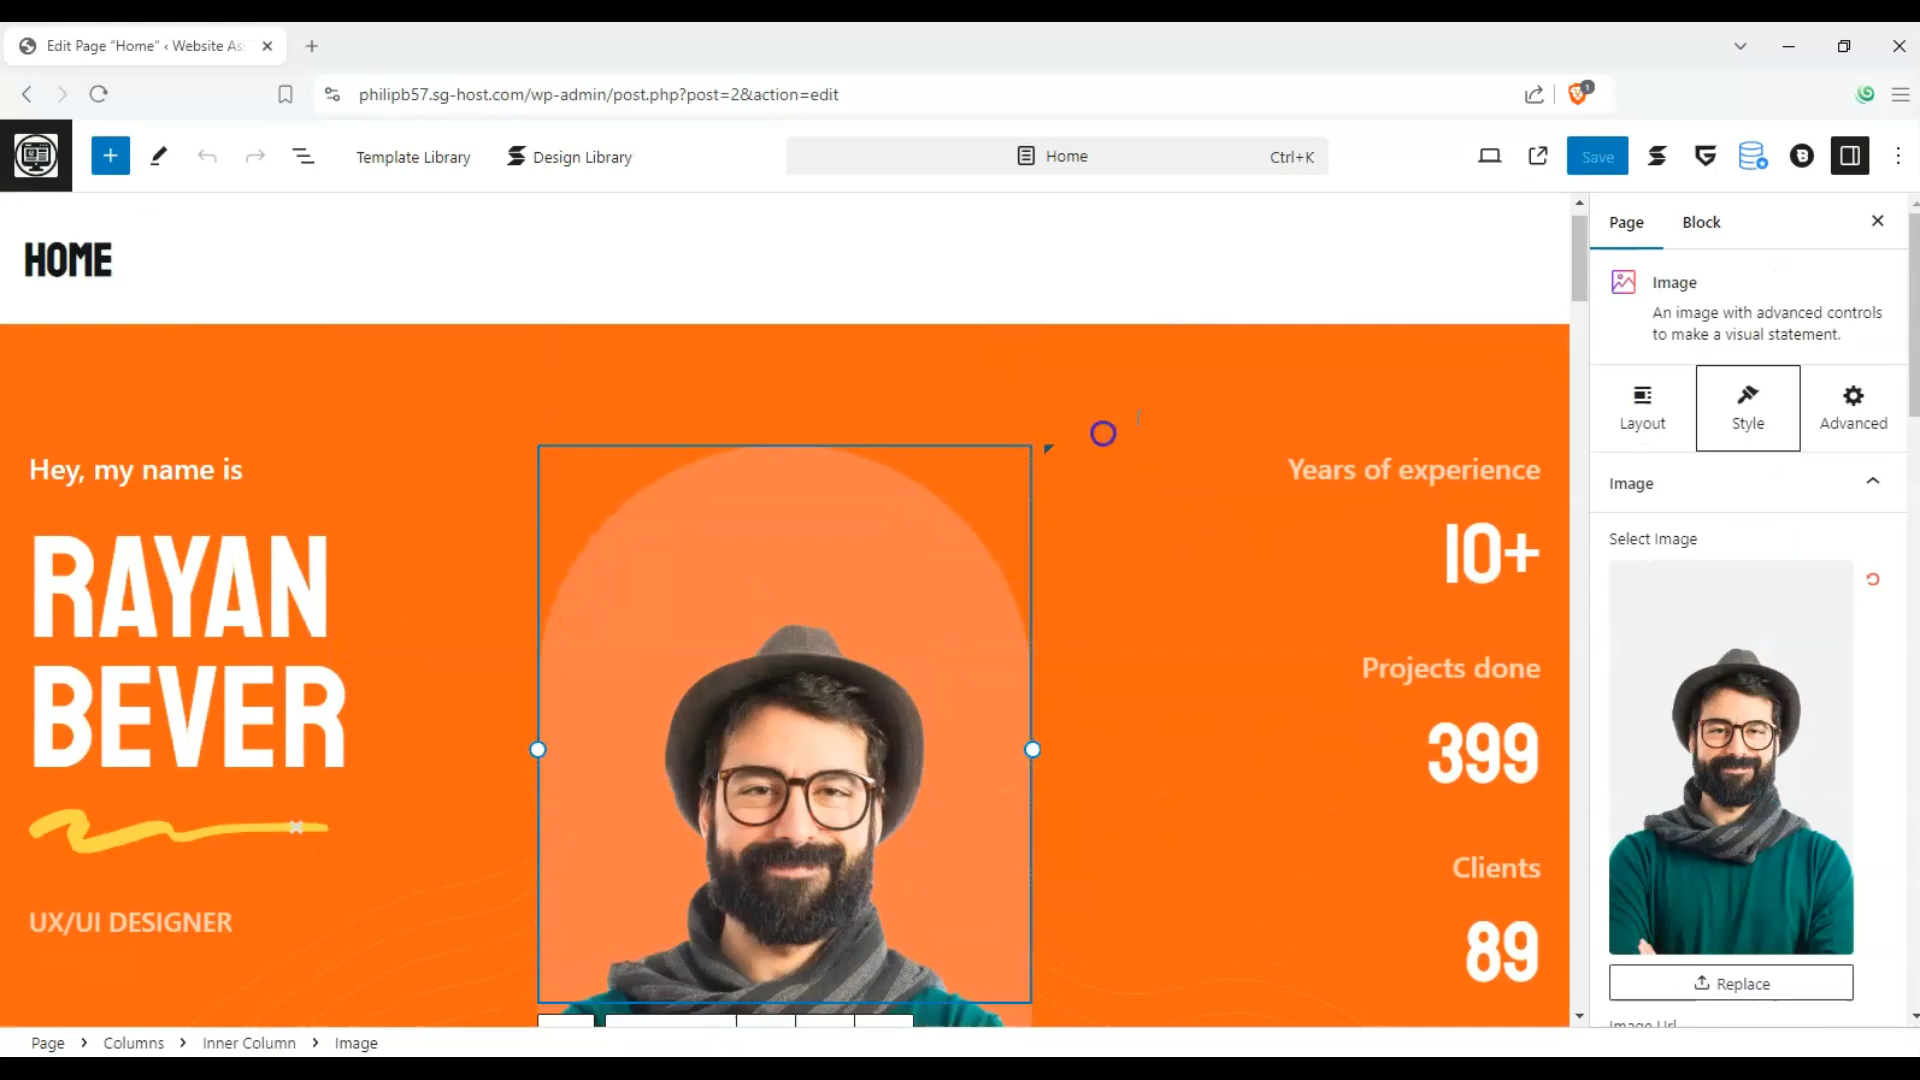 Edit Page “Home” ‹ Website As
philipb57.sg-host.com/wp-admin/post.php?post=2&action=edit
1
Template Library
Design Library
Home
Ctrl+K
Save
Page
Block
HOME
Image
An image with advanced controls
to make a visual statement.
Layout
Style
Advanced
Image
Select Image
Hey, my name is
RAYAN
BEVER
UX/UI DESIGNER
Years of experience
10+
Projects done
399
Clients
89
Replace
Image Url
Page
Columns
Inner Column
Image